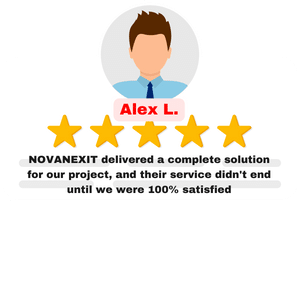 Alex L.
NOVANEXIT delivered a complete solution
for our project, and their service didn't end
until we were 100% satisfied